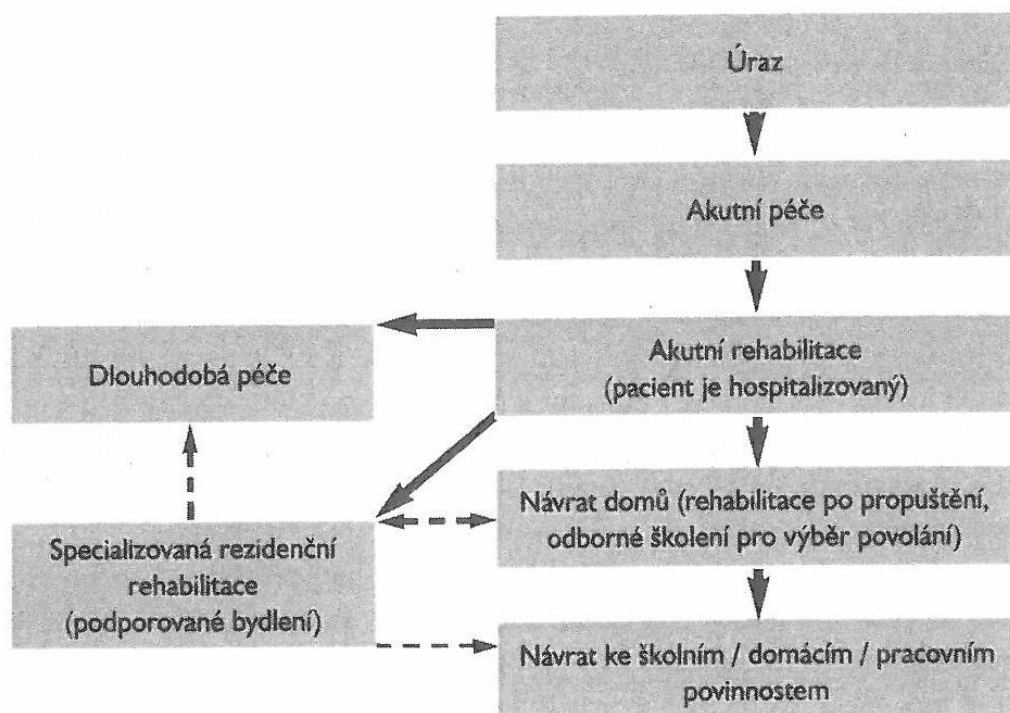 Úraz
Akutní péče
Akutní rehabilitace
(pacient je hospitalizovaný)
Dlouhodobá péče
Návrat domů (rehabilitace po propuštění,
odborné školení pro výběr povolání)
Specializovaná rezidenční
rehabilitace
(podporované bydlení)
Návrat ke školním / domácím / pracovním
povinnostem